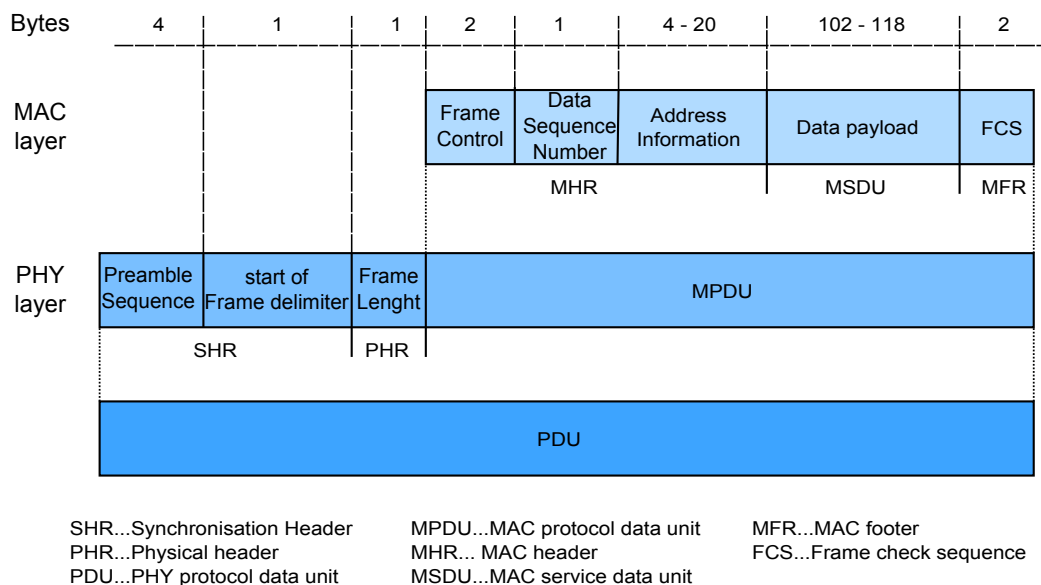 Bytes 4 1 1 2 1 4 - 20 102 - 118 2
MAC
layer
Frame
Control
Data
Sequence
Number
Address
Information
Data payload
FCS
MHR MSDU MFR
PHY
layer
Preamble
Sequence
start of
Frame delimiter
Frame
Lenght
MPDU
SHR PHR
PDU
SHR...Synchronisation Header
PHR...Physical header
PDU...PHY protocol data unit
MPDU...MAC protocol data unit
MHR... MAC header
MSDU...MAC service data unit
MFR...MAC footer
FCS...Frame check sequence